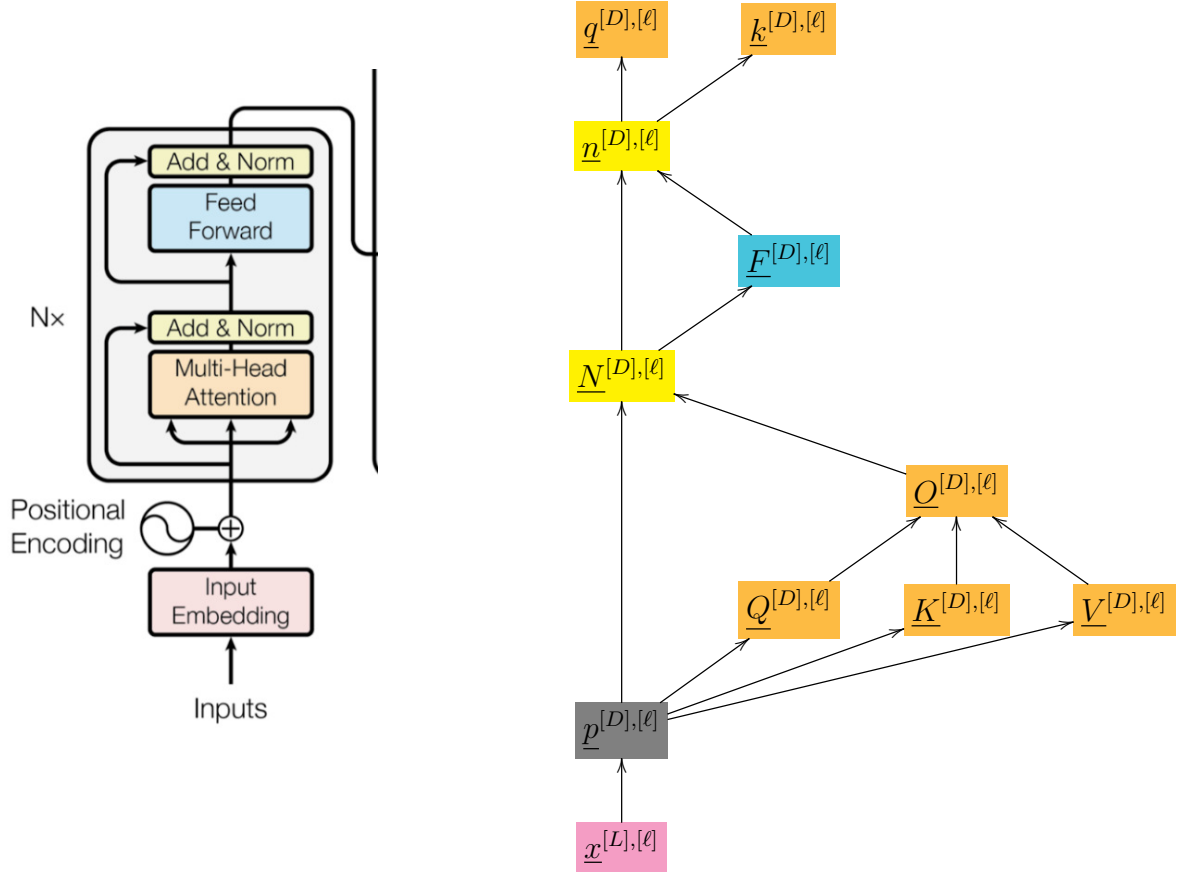 Add & Norm
Feed
Forward
N×
Add & Norm
Multi-Head
Attention
Positional
Encoding
Input
Embedding
Inputs
q^[D],[ℓ]
k^[D],[ℓ]
n^[D],[ℓ]
F^[D],[ℓ]
N^[D],[ℓ]
O^[D],[ℓ]
Q^[D],[ℓ]
K^[D],[ℓ]
V^[D],[ℓ]
p^[D],[ℓ]
x^[L],[ℓ]